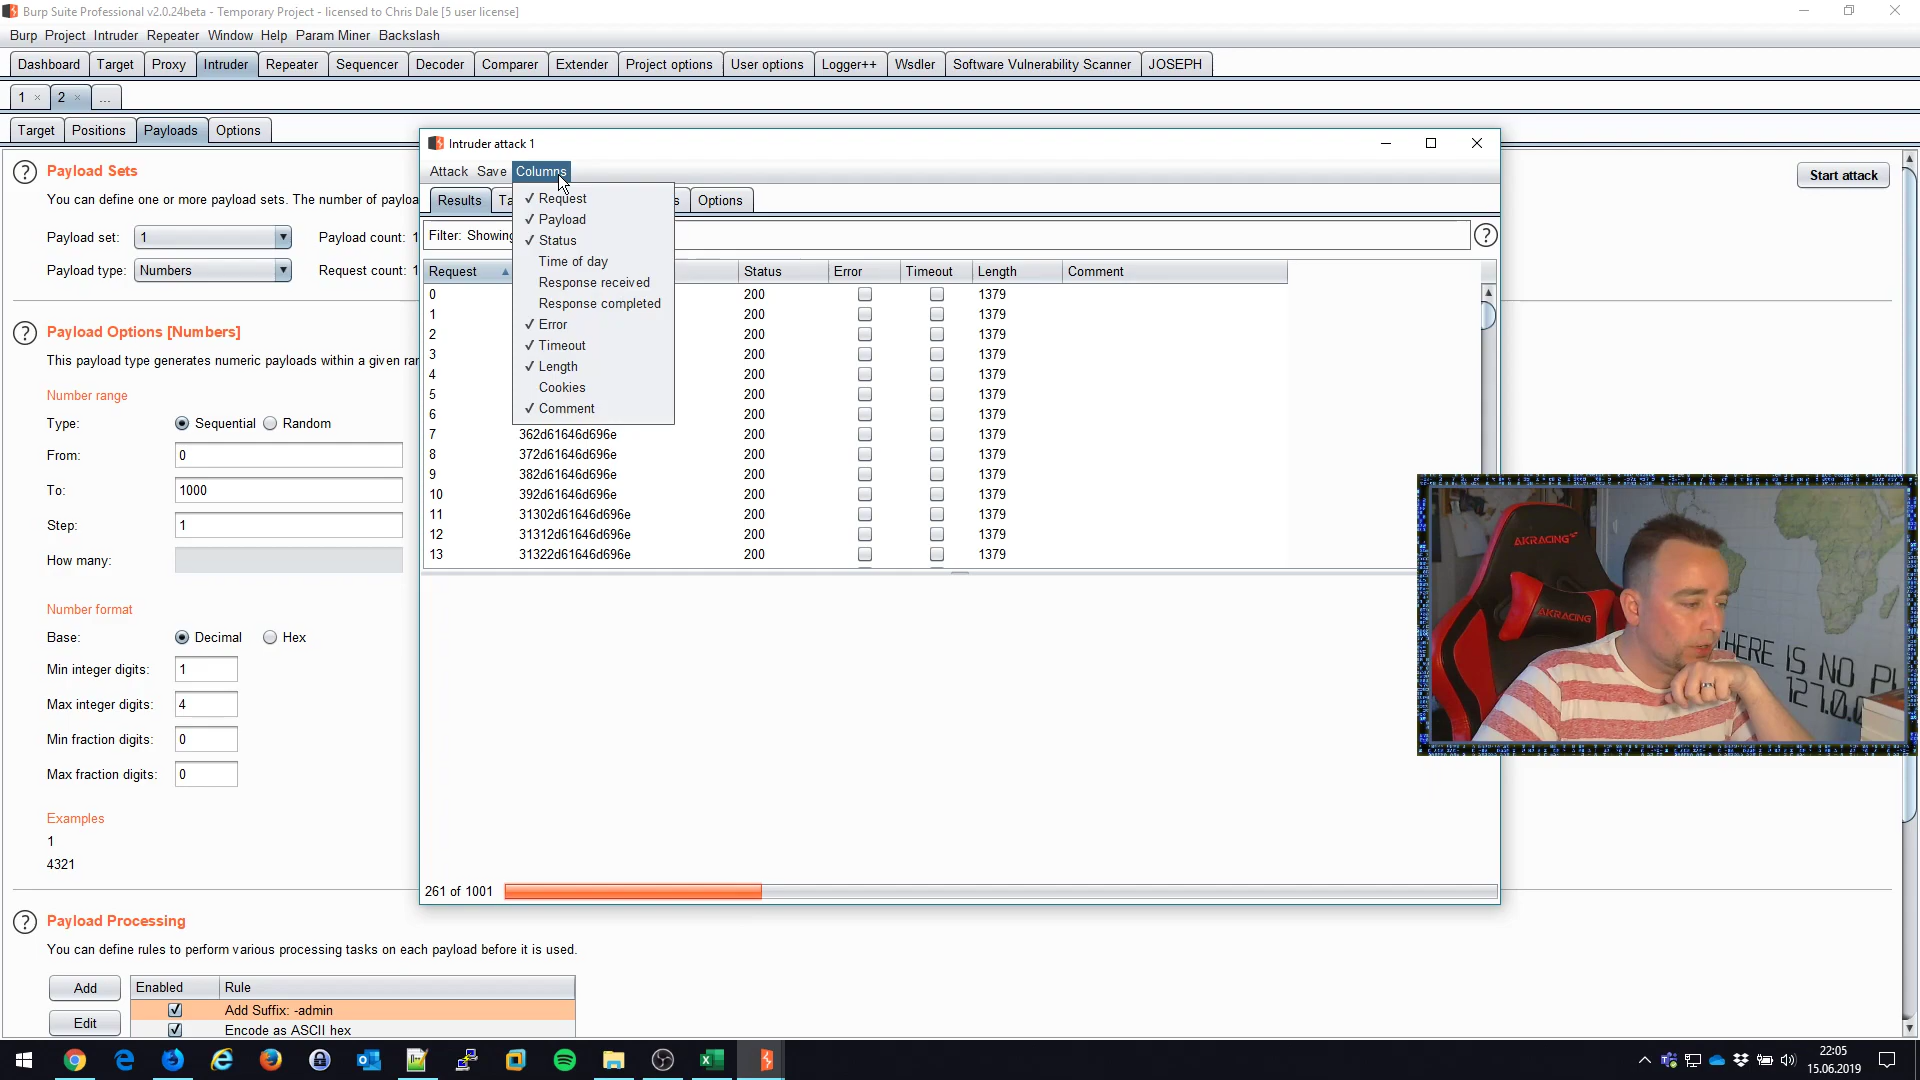 Burp Suite Professional v2.0.24beta - Temporary Project - licensed to Chris Dale [5 user license]
Burp Project Intruder Repeater Window Help Param Miner Backslash
Dashboard Target Proxy Intruder Repeater Sequencer Decoder Comparer Extender Project options User options Logger++ Wsdler Software Vulnerability Scanner JOSEPH
1 × 2 × ...
Target Positions Payloads Options
? Payload Sets
Start attack
You can define one or more payload sets. The number of payloa
Payload set: 1 Payload count: 1
Payload type: Numbers Request count: 1
? Payload Options [Numbers]
This payload type generates numeric payloads within a given ran
Number range
Type: Sequential Random
From: 0
To: 1000
Step: 1
How many:
Number format
Base: Decimal Hex
Min integer digits: 1
Max integer digits: 4
Min fraction digits: 0
Max fraction digits: 0
Examples
1
4321
? Payload Processing
You can define rules to perform various processing tasks on each payload before it is used.
Add Enabled Rule
Add Suffix: -admin
Edit Encode as ASCII hex
Intruder attack 1
Attack Save Columns
Results Ta s Options
Filter: Showing ?
✓ Request
✓ Payload
✓ Status
Time of day
Response received
Response completed
✓ Error
✓ Timeout
✓ Length
Cookies
✓ Comment
Request Status Error Timeout Length Comment
0 200 1379
1 200 1379
2 200 1379
3 200 1379
4 200 1379
5 200 1379
6 200 1379
7 362d61646d696e 200 1379
8 372d61646d696e 200 1379
9 382d61646d696e 200 1379
10 392d61646d696e 200 1379
11 31302d61646d696e 200 1379
12 31312d61646d696e 200 1379
13 31322d61646d696e 200 1379
261 of 1001
AKRACING
AKRACING
THERE IS NO PL
127.0.0
22:05
15.06.2019